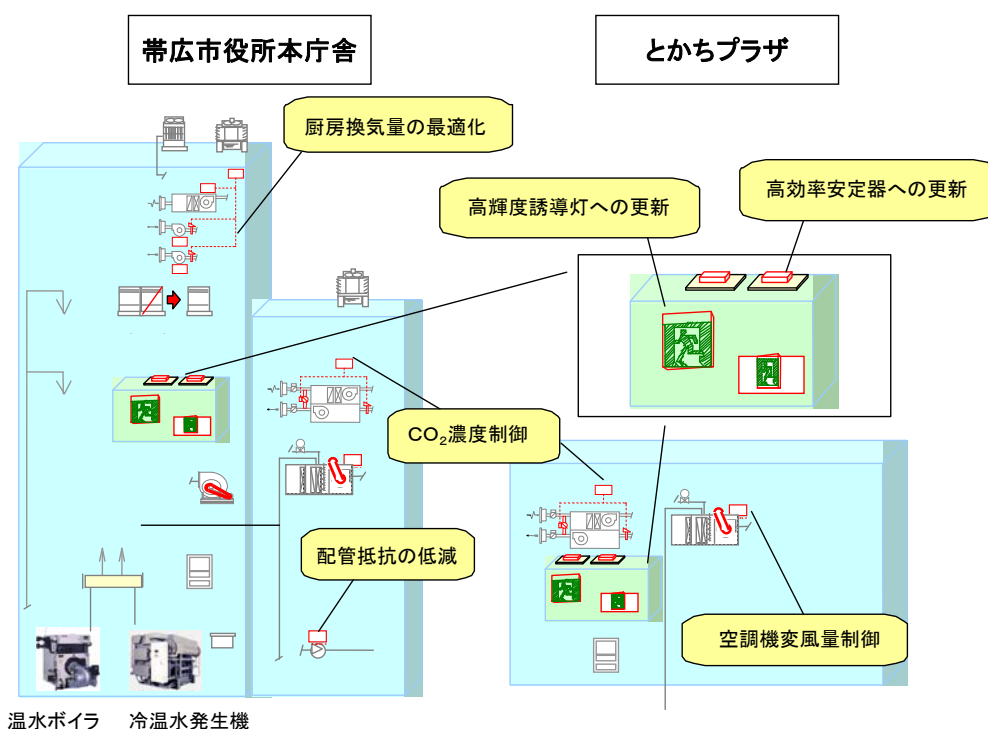 帯広市役所本庁舎
とかちプラザ
厨房換気量の最適化
高輝度誘導灯への更新
高効率安定器への更新
CO₂濃度制御
配管抵抗の低減
空調機変風量制御
温水ボイラ
冷温水発生機